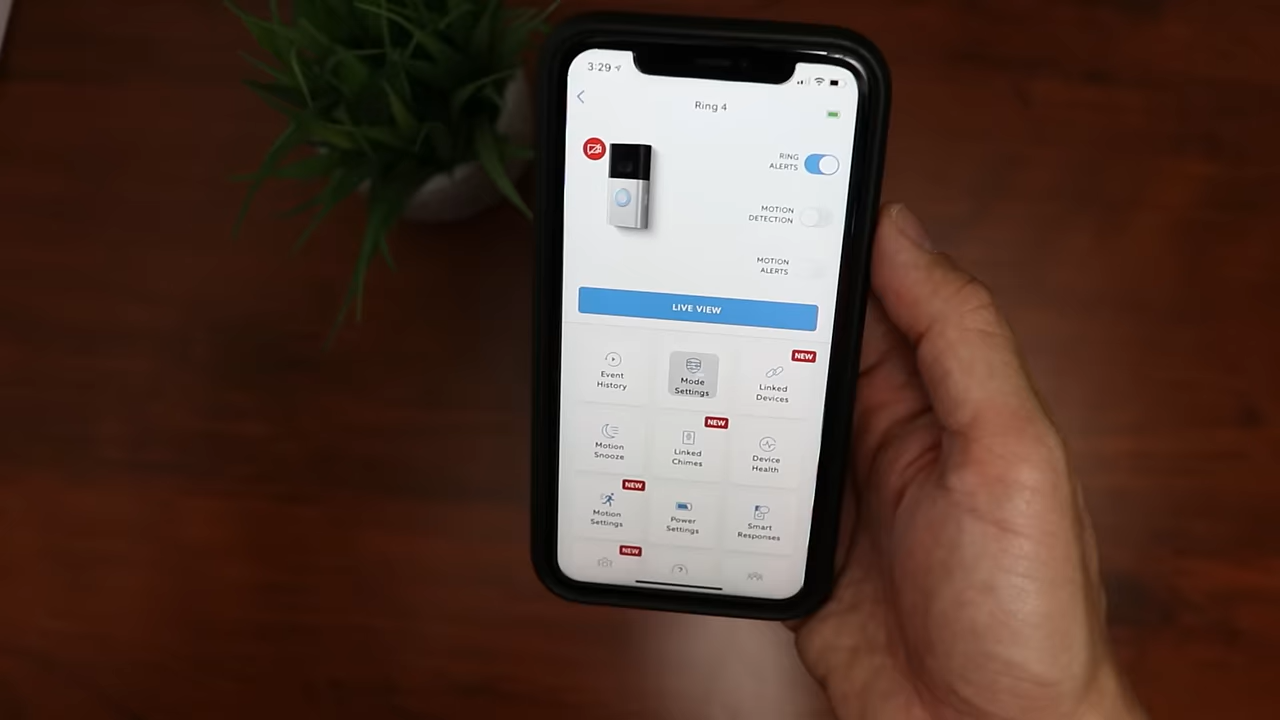 3:29
Ring 4
RING
ALERTS
MOTION
DETECTION
MOTION
ALERTS
LIVE VIEW
Event
History
Mode
Settings
NEW
Linked
Devices
Motion
Snooze
NEW
Linked
Chimes
Device
Health
NEW
Motion
Settings
Power
Settings
Smart
Responses
NEW